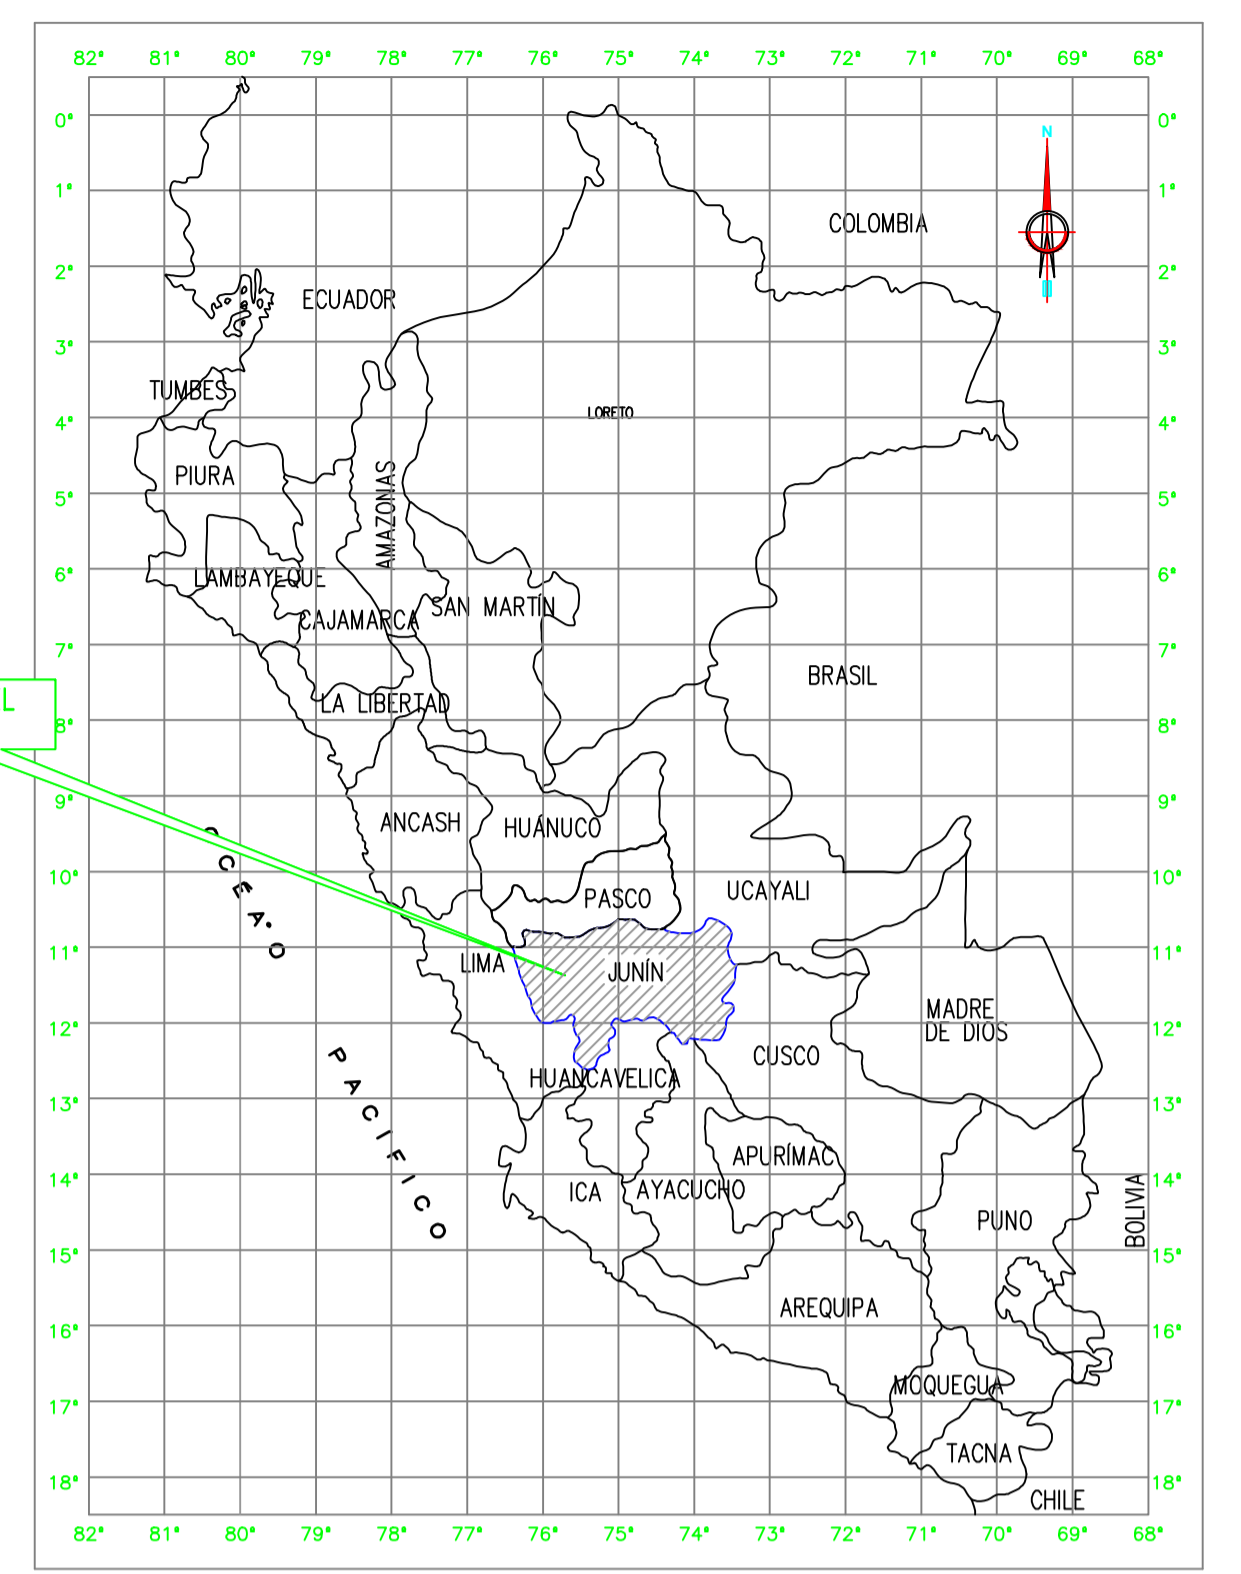 82° 81° 80° 79° 78° 77° 76° 75° 74° 73° 72° 71° 70° 69° 68°
0° 0°
N
1° 1°
COLOMBIA
2° 2°
ECUADOR
3° 3°
TUMBES
LORETO
4° 4°
PIURA
AMAZONAS
5° 5°
LAMBAYEQUE
6° 6°
SAN MARTÍN
CAJAMARCA
7° 7°
BRASIL
L
LA LIBERTAD
8° 8°
9° 9°
ANCASH
HUÁNUCO
OCÉANO
10° 10°
PASCO
UCAYALI
11° 11°
LIMA
JUNÍN
MADRE
DE DIOS
12° 12°
CUSCO
PACIFICO
HUANCAVELICA
13° 13°
APURÍMAC
14° 14°
ICA
AYACUCHO
BOLIVIA
PUNO
15° 15°
AREQUIPA
16° 16°
MOQUEGUA
17° 17°
TACNA
18° 18°
CHILE
82° 81° 80° 79° 78° 77° 76° 75° 74° 73° 72° 71° 70° 69° 68°